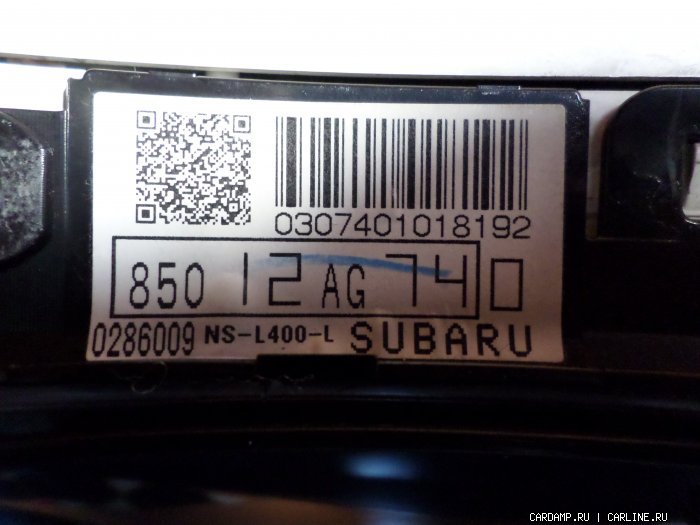 0307401018192
850 12 AG 740
0286009 NS-L400-L SUBARU
CARDAMP.RU | CARLINE.RU